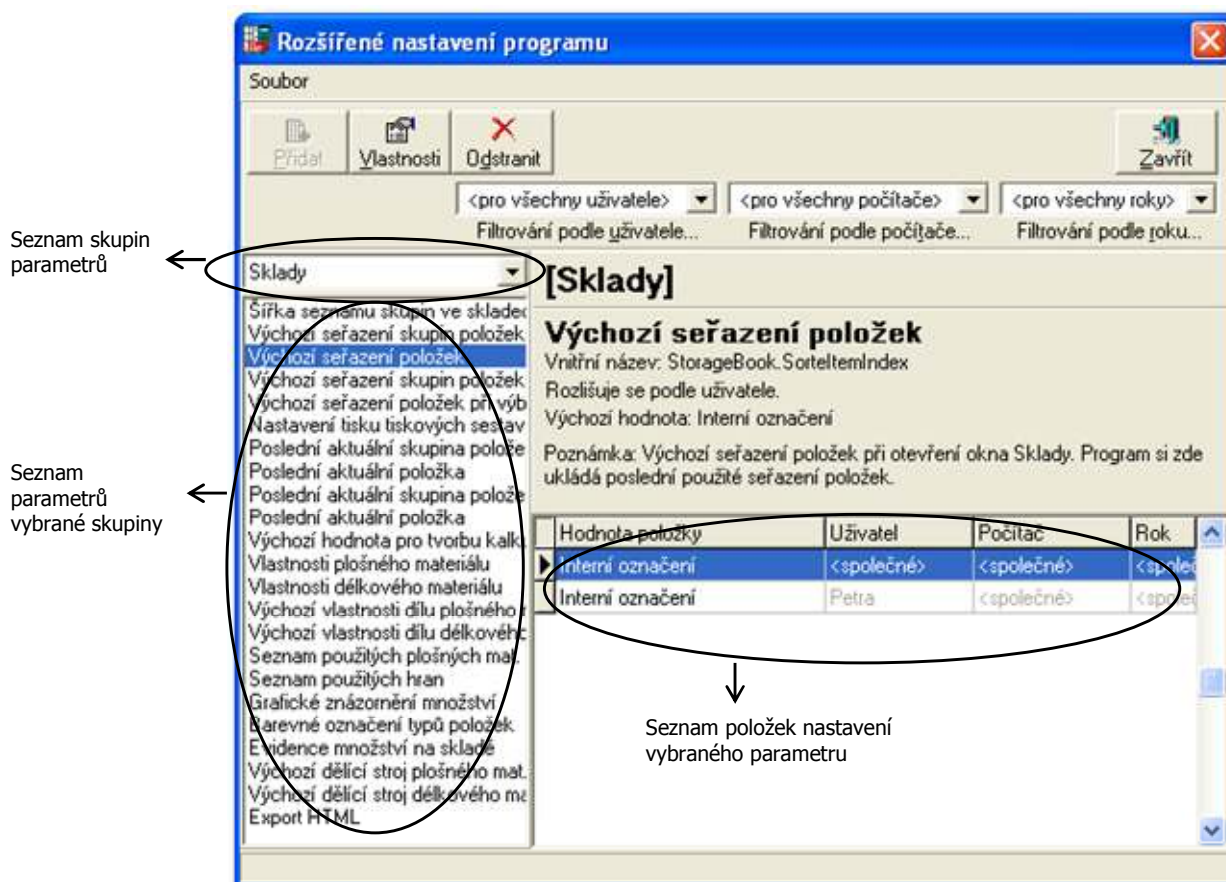 Rozšířené nastavení programu
Soubor
Přidat
Vlastnosti
Odstranit
Zavřít
<pro všechny uživatele>
<pro všechny počítače>
<pro všechny roky>
Filtrování podle uživatele...
Filtrování podle počítače...
Filtrování podle roku...
Seznam skupin
parametrů
Sklady
[Sklady]
Šířka seznamu skupin ve skladec
Výchozí seřazení skupin položek
Výchozí seřazení položek
Výchozí seřazení skupin položek
Výchozí seřazení položek při výb
Nastavení tisku tiskových sestav
Poslední aktuální skupina polože
Poslední aktuální položka
Poslední aktuální skupina polože
Poslední aktuální položka
Výchozí hodnota pro tvorbu kalk.
Vlastnosti plošného materiálu
Vlastnosti délkového materiálu
Výchozí vlastnosti dílu plošného
Výchozí vlastnosti dílu délkového
Seznam použitých plošných mat.
Seznam použitých hran
Grafické znázornění množství
Barevné označení typů položek
Evidence množství na skladě
Výchozí dělící stroj plošného mat.
Výchozí dělící stroj délkového ma
Export HTML
Seznam
parametrů
vybrané skupiny
Výchozí seřazení položek
Vnitřní název: StorageBook.SorteItemIndex
Rozlišuje se podle uživatele.
Výchozí hodnota: Interní označení
Poznámka: Výchozí seřazení položek při otevření okna Sklady. Program si zde
ukládá poslední použité seřazení položek.
Hodnota položky Uživatel Počítač Rok
Interní označení <společné> <společné> <společ
Interní označení Petra <společné> <společ
Seznam položek nastavení
vybraného parametru